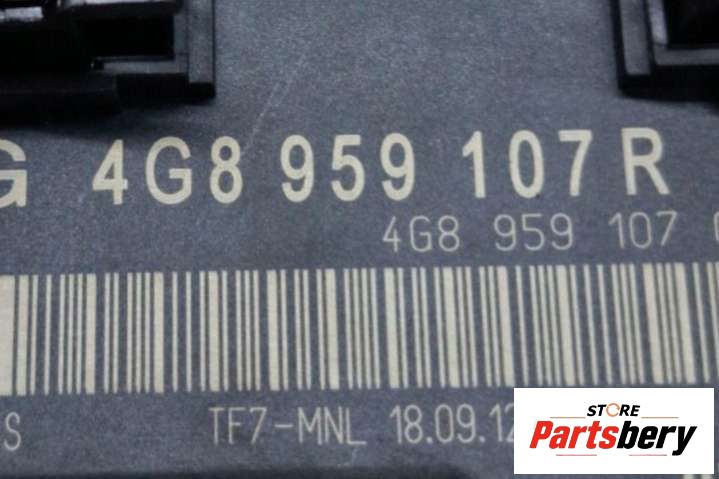 G 4G8 959 107 R
4G8 959 107
S TF7-MNL 18.09.12
STORE
Partsbery